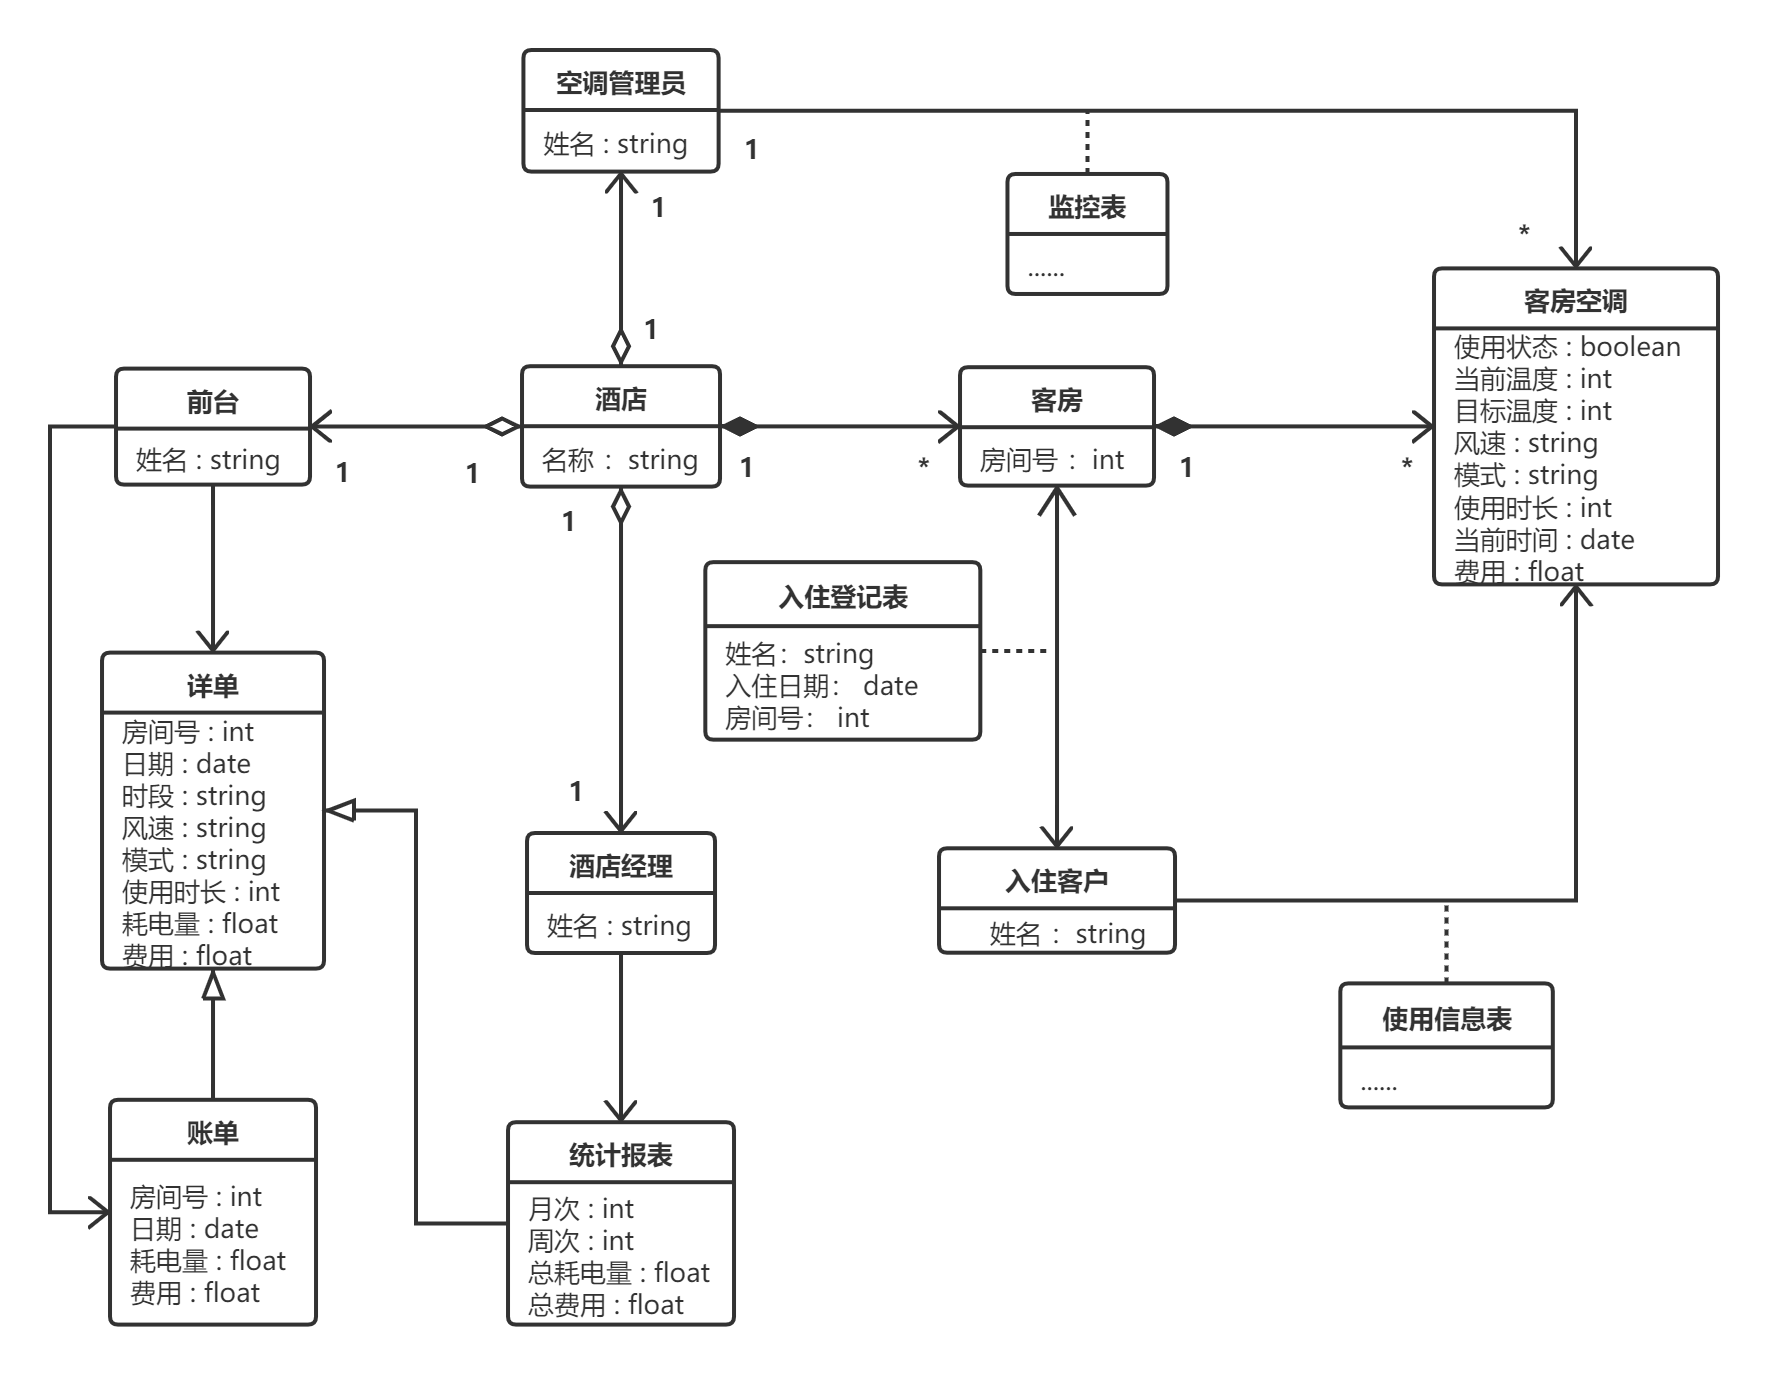 空调管理员
姓名 : string
1
1
监控表
......
*
客房空调
使用状态 : boolean
当前温度 : int
目标温度 : int
风速 : string
模式 : string
使用时长 : int
当前时间 : date
费用 : float
1
前台
姓名 : string
1
1
酒店
名称 : string
1
*
客房
房间号 : int
1
*
1
入住登记表
姓名: string
入住日期: date
房间号: int
详单
房间号 : int
日期 : date
时段 : string
风速 : string
模式 : string
使用时长 : int
耗电量 : float
费用 : float
1
酒店经理
姓名 : string
入住客户
姓名 : string
使用信息表
......
账单
房间号 : int
日期 : date
耗电量 : float
费用 : float
统计报表
月次 : int
周次 : int
总耗电量 : float
总费用 : float